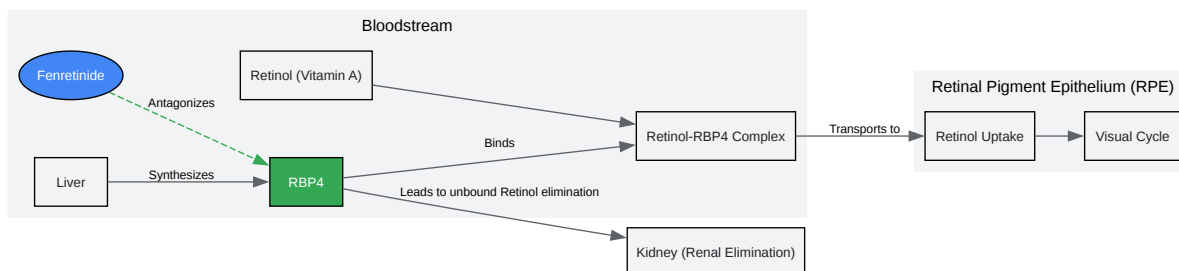 Bloodstream
Fenretinide
Retinol (Vitamin A)
Antagonizes
Retinal Pigment Epithelium (RPE)
Retinol-RBP4 Complex
Transports to
Retinol Uptake
Visual Cycle
Binds
Liver
Synthesizes
RBP4
Leads to unbound Retinol elimination
Kidney (Renal Elimination)